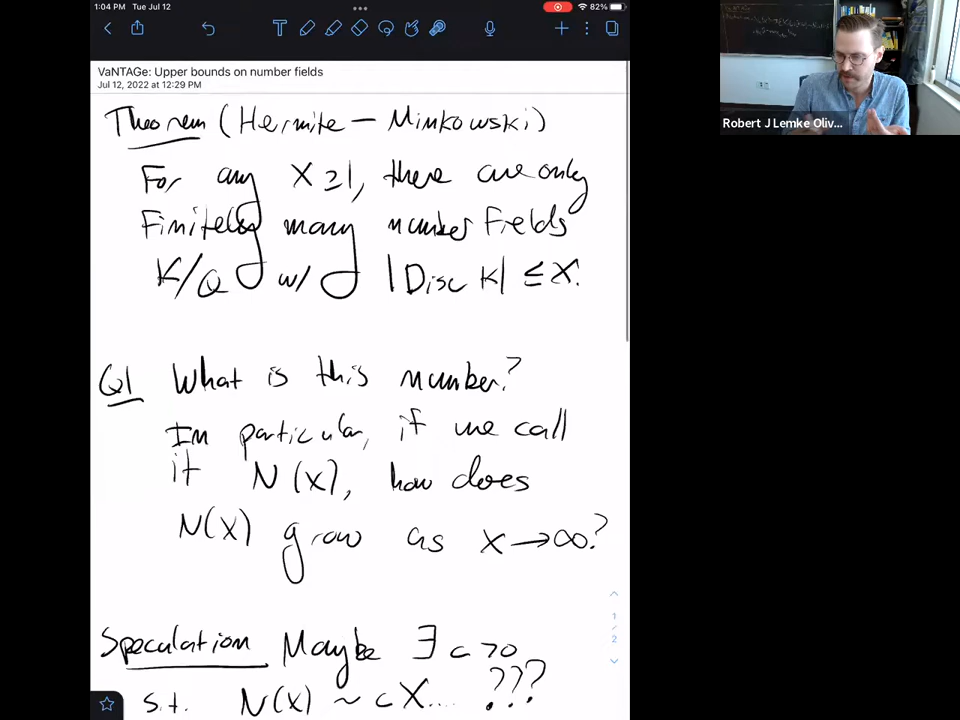 1:04 PM Tue Jul 12
82%
VaNTAGe: Upper bounds on number fields
Jul 12, 2022 at 12:29 PM
Robert J Lemke Oliv...
Theorem (Hermite - Minkowski)
For any X ≥ 1, there are only
Finitely many number Fields
K/Q w/ |Disc K| ≤ X.
Q1 What is this number?
In particular, if we call
it N(X), how does
N(X) grow as X → ∞?
Speculation Maybe ∃ c > 0
s.t. N(X) ~ c X.... ???
1
2